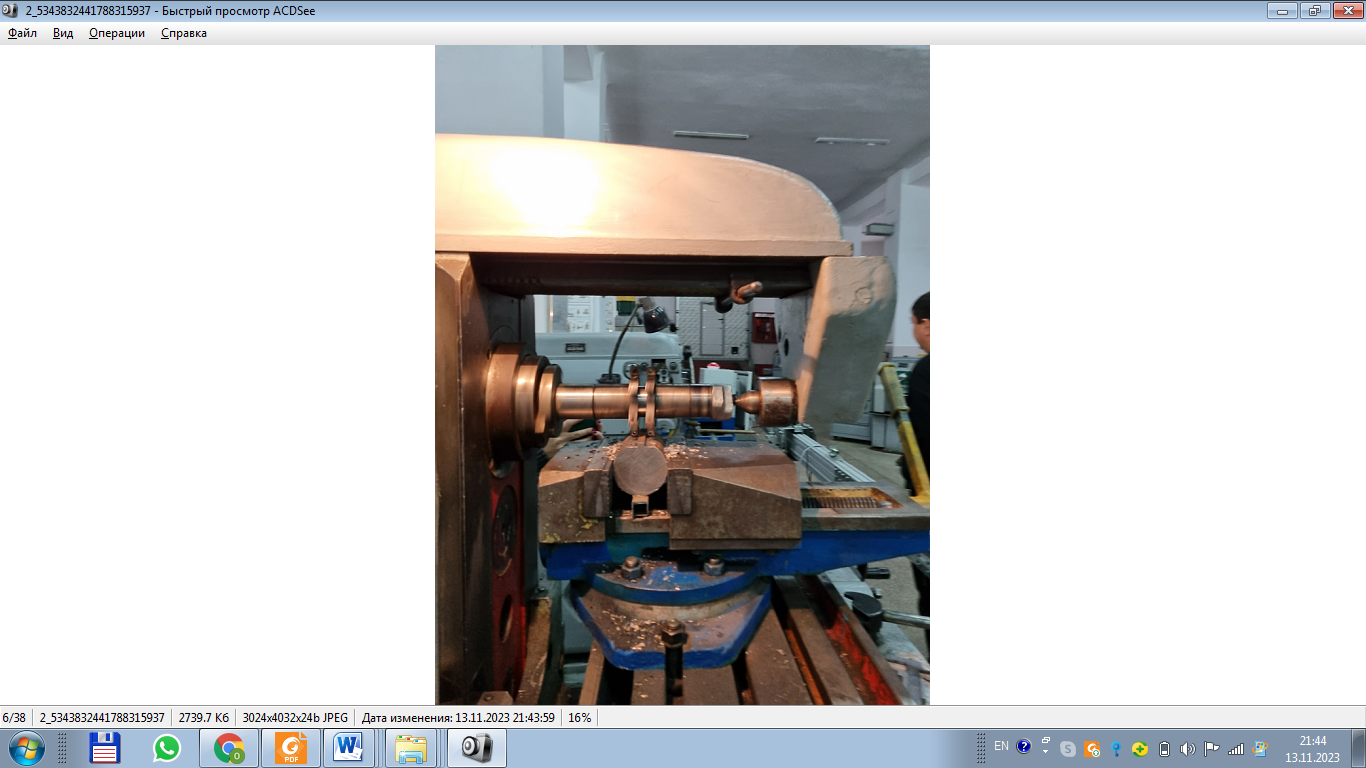 2_5343832441788315937 - Быстрый просмотр ACDSee
Файл Вид Операции Справка
6/38 2_5343832441788315937 2739.7 Кб 3024x4032x24b JPEG Дата изменения: 13.11.2023 21:43:59 16%
EN 21:44
13.11.2023